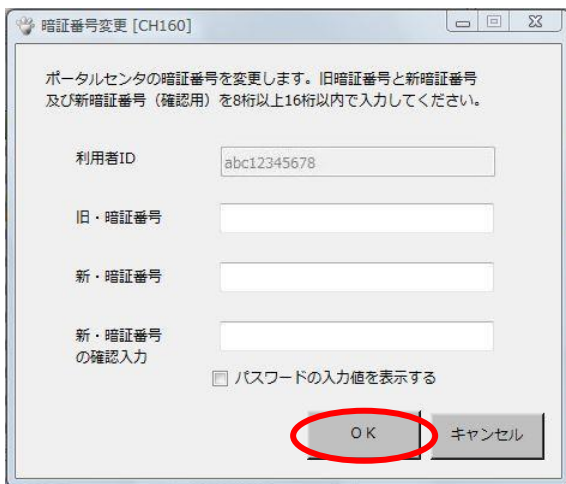 暗証番号変更 [CH160]
ポータルセンタの暗証番号を変更します。旧暗証番号と新暗証番号
及び新暗証番号（確認用）を8桁以上16桁以内で入力してください。
利用者ID
abc12345678
旧・暗証番号
新・暗証番号
新・暗証番号
の確認入力
パスワードの入力値を表示する
OK
キャンセル